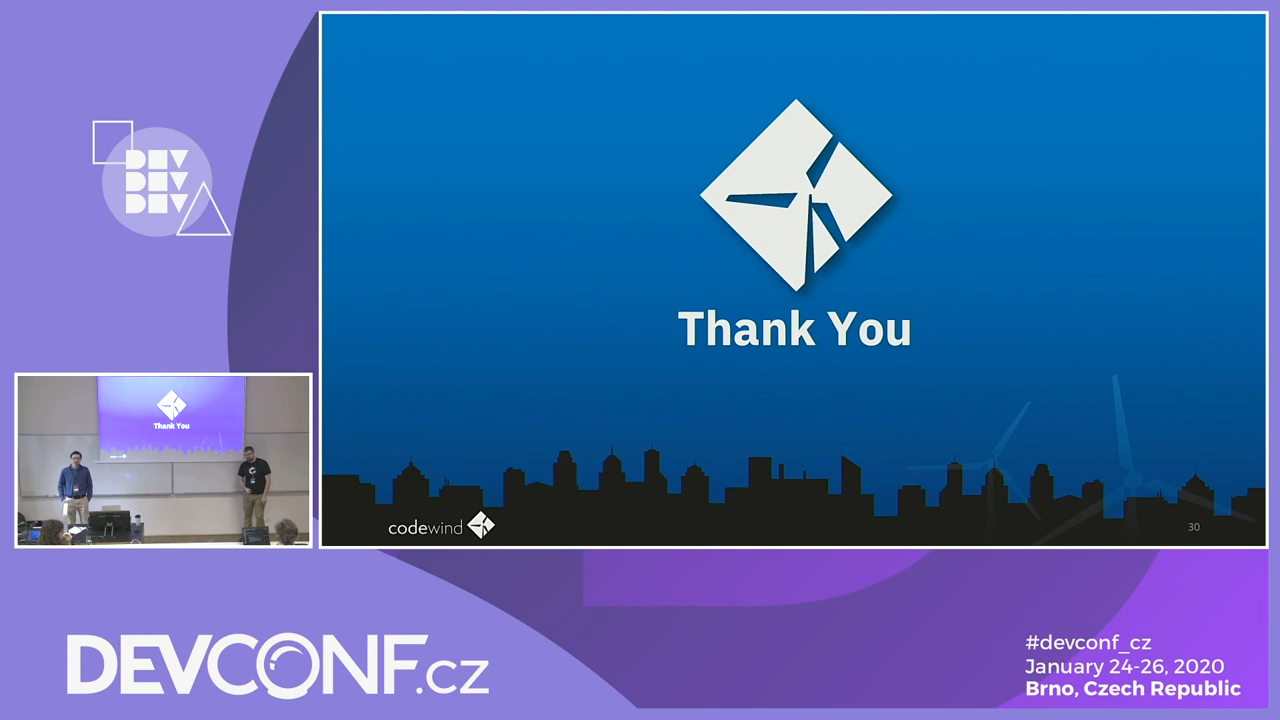 DEV
DEV
DEV
Thank You
codewind
30
Thank You
DEVCONF.cz
#devconf_cz
January 24-26, 2020
Brno, Czech Republic